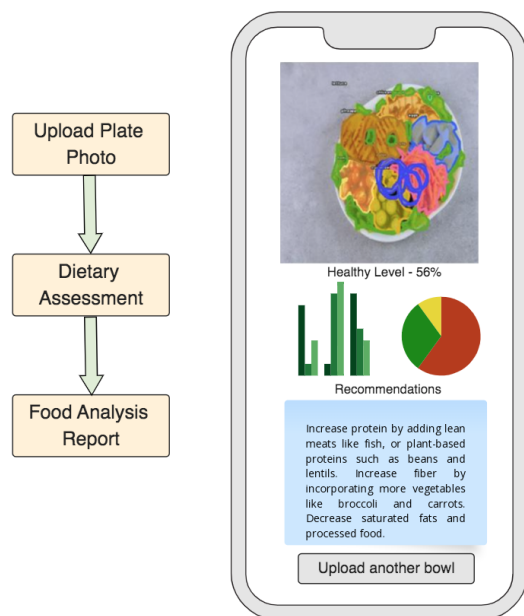 Upload Plate
Photo
Dietary
Assessment
Food Analysis
Report
Healthy Level - 56%
Recommendations
Increase protein by adding lean
meats like fish, or plant-based
proteins such as beans and
lentils. Increase fiber by
incorporating more vegetables
like broccoli and carrots.
Decrease saturated fats and
processed food.
Upload another bowl